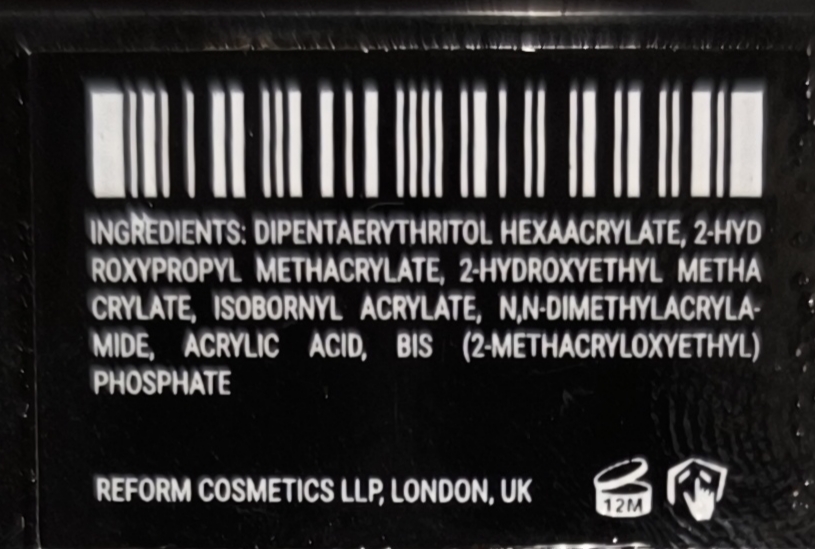 INGREDIENTS: DIPENTAERYTHRITOL HEXAACRYLATE, 2-HYD
ROXYPROPYL METHACRYLATE, 2-HYDROXYETHYL METHA
CRYLATE, ISOBORNYL ACRYLATE, N,N-DIMETHYLACRYLA-
MIDE, ACRYLIC ACID, BIS (2-METHACRYLOXYETHYL)
PHOSPHATE
REFORM COSMETICS LLP, LONDON, UK
12M